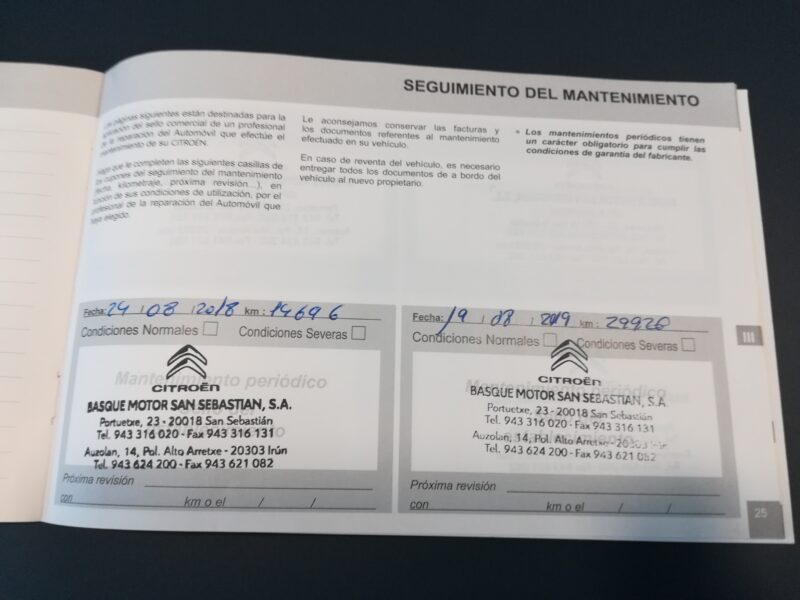 SEGUIMIENTO DEL MANTENIMIENTO
páginas siguientes están destinadas para la
del sello comercial de un profesional
de la reparación del Automóvil que efectúe el
mantenimiento de su CITROËN.
que le completen las siguientes casillas de
cupones del seguimiento del mantenimiento
kilometraje, próxima revisión...), en
función de sus condiciones de utilización, por el
profesional de la reparación del Automóvil que
haya elegido.
Le aconsejamos conservar las facturas y
los documentos referentes al mantenimiento
efectuado en su vehículo.
En caso de reventa del vehículo, es necesario
entregar todos los documentos de a bordo del
vehículo al nuevo propietario.
Los mantenimientos periódicos tienen
un carácter obligatorio para cumplir las
condiciones de garantía del fabricante.
Fecha: 24 / 08 / 2018 km : 14696
Condiciones Normales Condiciones Severas
CITROËN
Mantenimiento periódico
BASQUE MOTOR SAN SEBASTIAN, S.A.
Portuetxe, 23 - 20018 San Sebastián
Tel. 943 316 020 - Fax 943 316 131
Auzolan, 14, Pol. Alto Arretxe - 20303 Irún
Tel. 943 624 200 - Fax 943 621 082
Próxima revisión
con km o el / /
Fecha: 19 / 08 / 2019 km : 29926
Condiciones Normales Condiciones Severas
CITROËN
Mantenimiento periódico
BASQUE MOTOR SAN SEBASTIAN, S.A.
Portuetxe, 23 - 20018 San Sebastián
Tel. 943 316 020 - Fax 943 316 131
Auzolan, 14, Pol. Alto Arretxe - 20303 Irún
Tel. 943 624 200 - Fax 943 621 082
Próxima revisión
con km o el / /
III
25